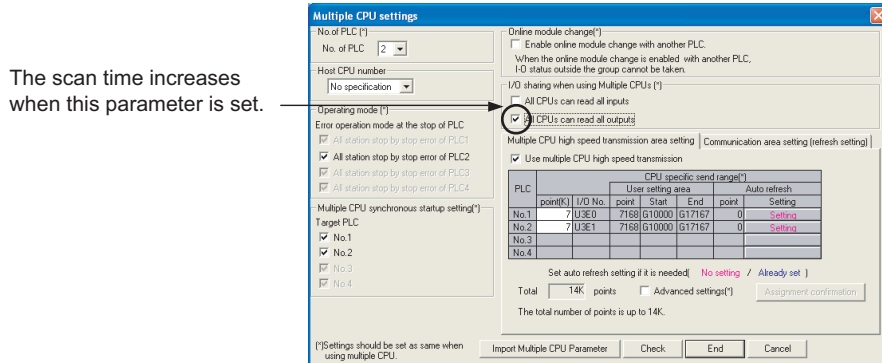 Multiple CPU settings
The scan time increases
when this parameter is set.
No.of PLC (*)
No. of PLC 2
Host CPU number
No specification
Operating mode (*)
Error operation mode at the stop of PLC
All station stop by stop error of PLC1
All station stop by stop error of PLC2
All station stop by stop error of PLC3
All station stop by stop error of PLC4
Multiple CPU synchronous startup setting(*)
Target PLC
No.1
No.2
No.3
No.4
(*)Settings should be set as same when
using multiple CPU.
Online module change(*)
Enable online module change with another PLC.
When the online module change is enabled with another PLC,
I-O status outside the group cannot be taken.
I/O sharing when using Multiple CPUs (*)
All CPUs can read all inputs
All CPUs can read all outputs
Multiple CPU high speed transmission area setting Communication area setting (refresh setting)
Use multiple CPU high speed transmission
CPU specific send range(*)
PLC User setting area Auto refresh
point(K) I/O No. point Start End point Setting
No.1 7 U3E0 7168 G10000 G17167 0 Setting
No.2 7 U3E1 7168 G10000 G17167 0 Setting
No.3
No.4
Set auto refresh setting if it is needed( No setting / Already set )
Total 14K points Advanced settings(*) Assignment confirmation
The total number of points is up to 14K.
Import Multiple CPU Parameter Check End Cancel